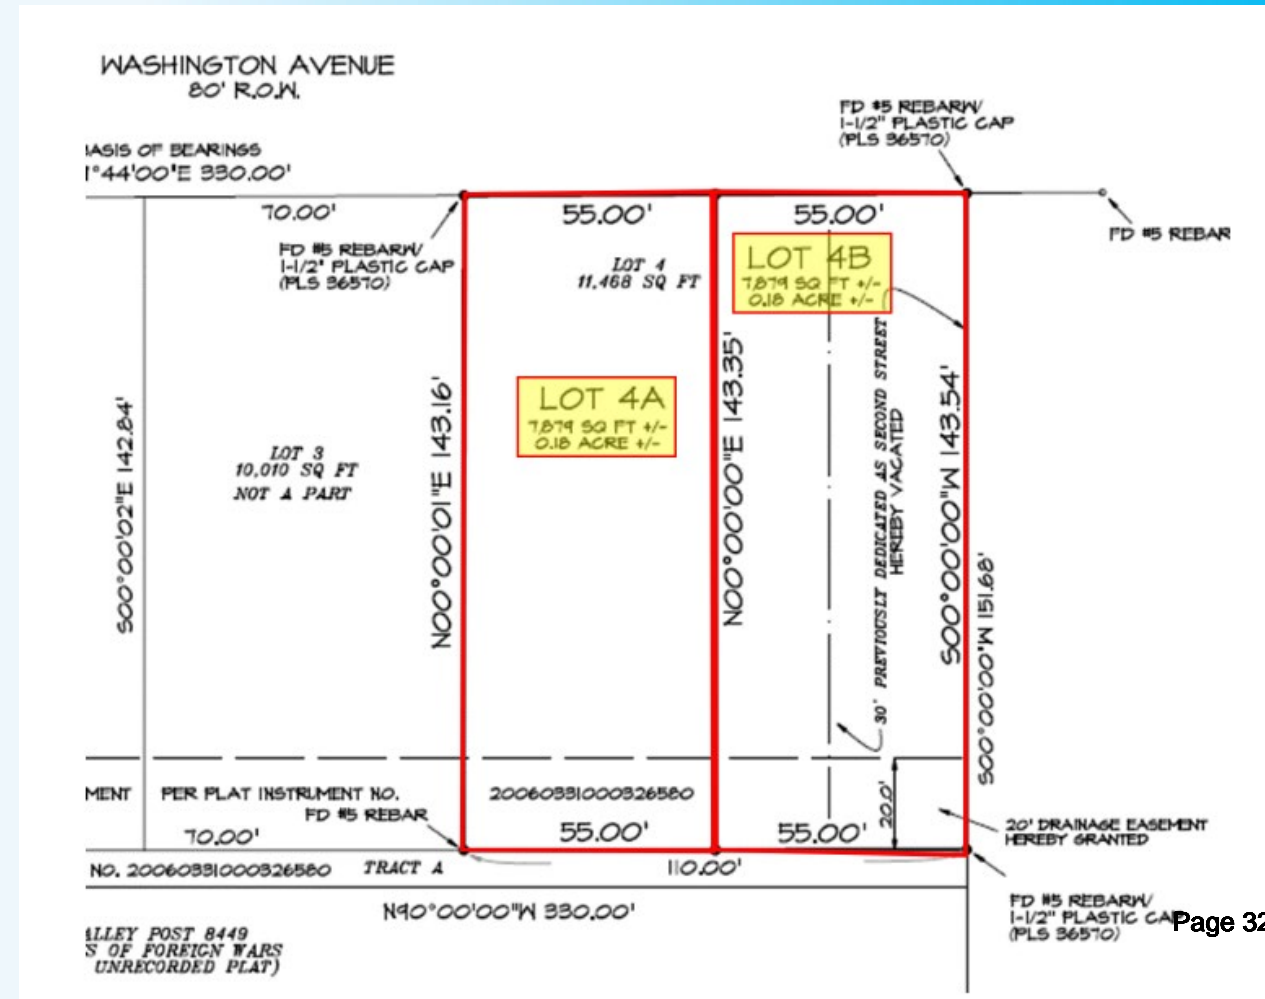 WASHINGTON AVENUE
80' R.O.W.
FD #5 REBARW/
1-1/2" PLASTIC CAP
(PLS 36570)
BASIS OF BEARINGS
1°44'00"E 330.00'
70.00'
55.00'
55.00'
FD #5 REBAR
FD #5 REBARW/
1-1/2" PLASTIC CAP
(PLS 36570)
LOT 4
11,468 SQ FT
LOT 4B
7,879 SQ FT +/-
0.18 ACRE +/-
LOT 4A
7,879 SQ FT +/-
0.18 ACRE +/-
S00°00'02"E 142.84'
LOT 3
10,010 SQ FT
NOT A PART
N00°00'01"E 143.16'
N00°00'00"E 143.35'
30' PREVIOUSLY DEDICATED AS SECOND STREET
HEREBY VACATED
S00°00'00"W 143.54'
S00°00'00"W 151.68'
MENT PER PLAT INSTRUMENT NO. 20060331000326580
FD #5 REBAR
70.00'
55.00'
55.00'
20.0'
20' DRAINAGE EASEMENT
HEREBY GRANTED
NO. 20060331000326580 TRACT A
110.00'
N90°00'00"W 330.00'
FD #5 REBARW/
1-1/2" PLASTIC CAP
(PLS 36570)
Page 32
ALLEY POST 8449
S OF FOREIGN WARS
UNRECORDED PLAT)